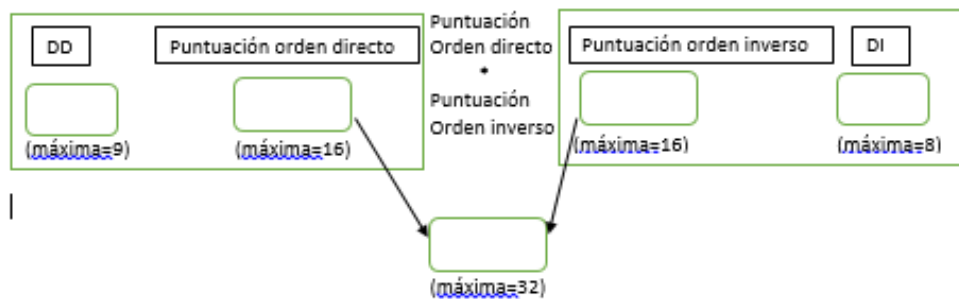 DD
Puntuación orden directo
(máxima=9)
(máxima=16)
Puntuación
Orden directo
*
Puntuación
Orden inverso
Puntuación orden inverso
DI
(máxima=16)
(máxima=8)
(máxima=32)